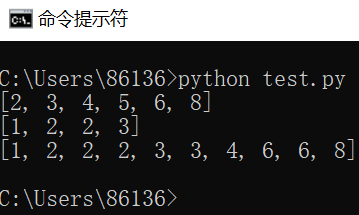 命令提示符
C:\Users\86136>python test.py
[2, 3, 4, 5, 6, 8]
[1, 2, 2, 3]
[1, 2, 2, 2, 3, 3, 4, 6, 6, 8]
C:\Users\86136>